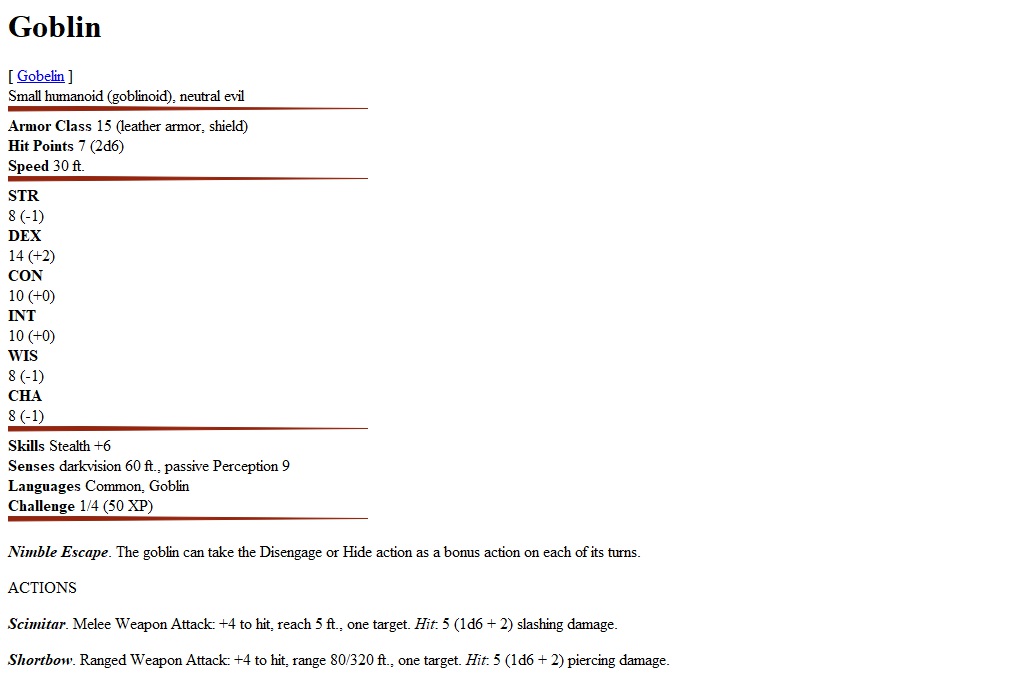 Goblin
[ Gobelin ]
Small humanoid (goblinoid), neutral evil
Armor Class 15 (leather armor, shield)
Hit Points 7 (2d6)
Speed 30 ft.
STR
8 (-1)
DEX
14 (+2)
CON
10 (+0)
INT
10 (+0)
WIS
8 (-1)
CHA
8 (-1)
Skills Stealth +6
Senses darkvision 60 ft., passive Perception 9
Languages Common, Goblin
Challenge 1/4 (50 XP)
Nimble Escape. The goblin can take the Disengage or Hide action as a bonus action on each of its turns.
ACTIONS
Scimitar. Melee Weapon Attack: +4 to hit, reach 5 ft., one target. Hit: 5 (1d6 + 2) slashing damage.
Shortbow. Ranged Weapon Attack: +4 to hit, range 80/320 ft., one target. Hit: 5 (1d6 + 2) piercing damage.